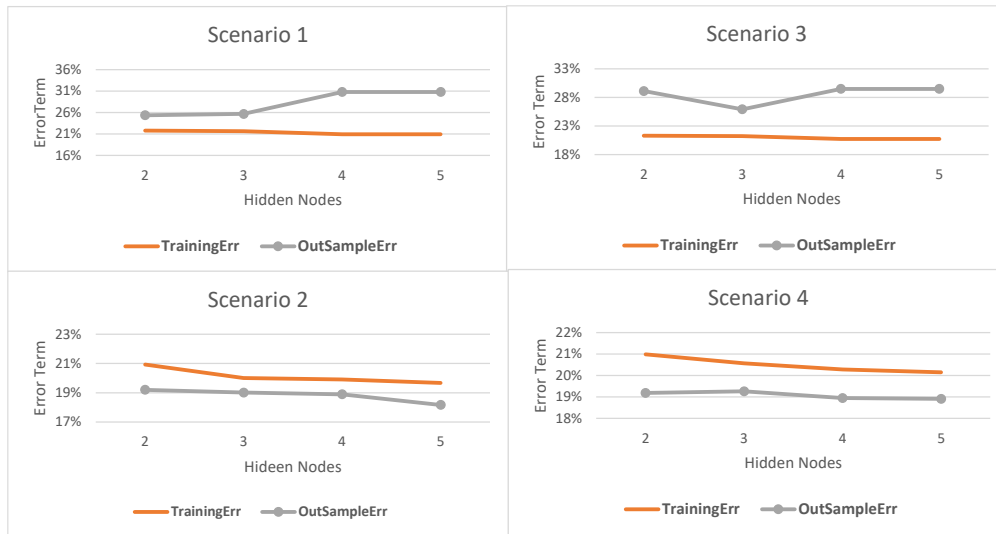 Scenario 1
36%
31%
26%
21%
16%
ErrorTerm
2 3 4 5
Hidden Nodes
TrainingErr OutSampleErr
Scenario 3
33%
28%
23%
18%
Error Term
2 3 4 5
Hidden Nodes
TrainingErr OutSampleErr
Scenario 2
23%
21%
19%
17%
Error Term
2 3 4 5
Hideen Nodes
TrainingErr OutSampleErr
Scenario 4
22%
21%
20%
19%
18%
Error Term
2 3 4 5
Hidden Nodes
TrainingErr OutSampleErr